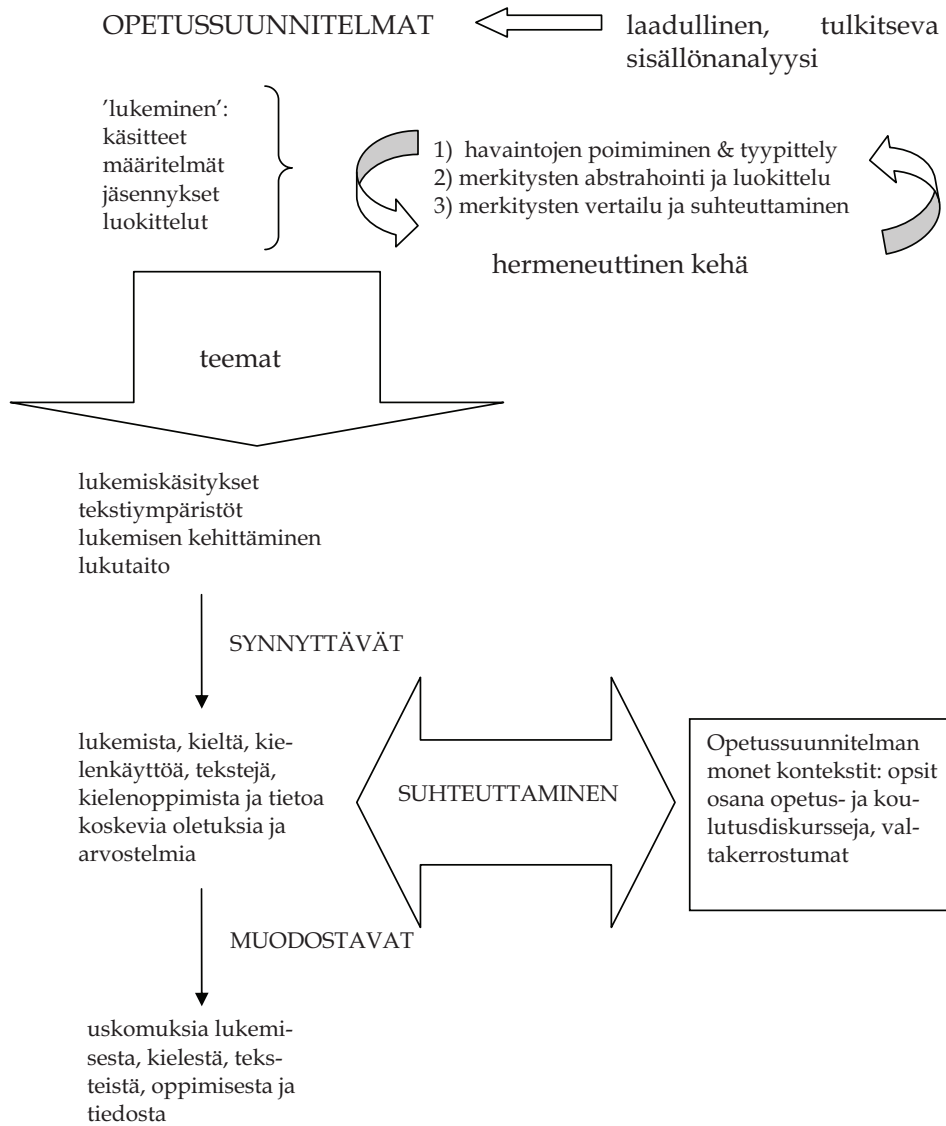 OPETUSSUUNNITELMAT
laadullinen, tulkitseva
sisällönanalyysi
’lukeminen’:
käsitteet
määritelmät
jäsennykset
luokittelut
1) havaintojen poimiminen & tyypittely
2) merkitysten abstrahointi ja luokittelu
3) merkitysten vertailu ja suhteuttaminen
hermeneuttinen kehä
teemat
lukemiskäsitykset
tekstiympäristöt
lukemisen kehittäminen
lukutaito
SYNNYTTÄVÄT
lukemista, kieltä, kie-
lenkäyttöä, tekstejä,
kielenoppimista ja tietoa
koskevia oletuksia ja
arvostelmia
SUHTEUTTAMINEN
Opetussuunnitelman
monet kontekstit: opsit
osana opetus- ja kou-
lutusdiskursseja, val-
takerrostumat
MUODOSTAVAT
uskomuksia lukemi-
sesta, kielestä, teks-
teistä, oppimisesta ja
tiedosta